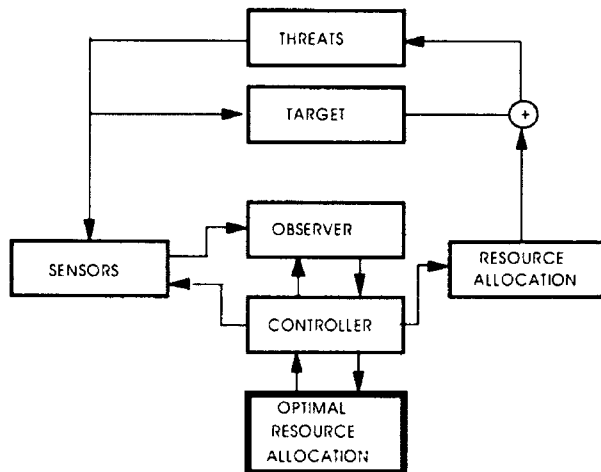 THREATS
TARGET
+
OBSERVER
SENSORS
RESOURCE
ALLOCATION
CONTROLLER
OPTIMAL
RESOURCE
ALLOCATION